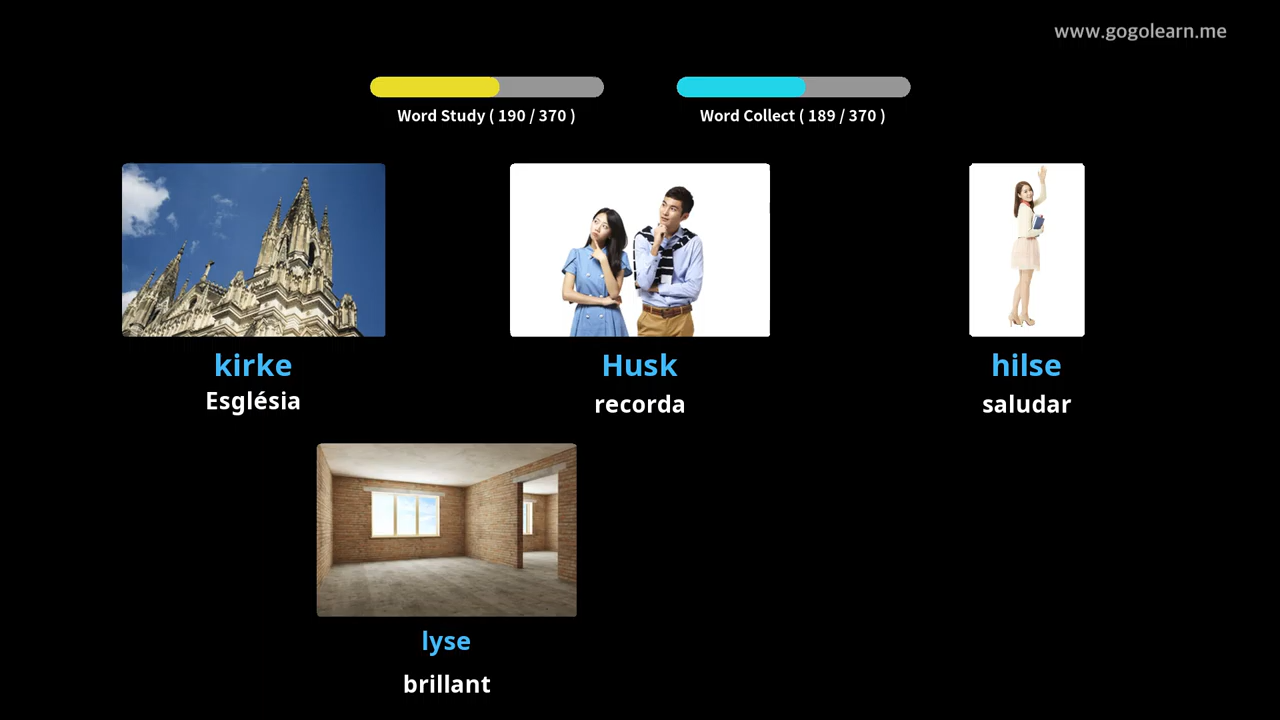 www.gogolearn.me
Word Study ( 190 / 370 )
Word Collect ( 189 / 370 )
kirke
Església
Husk
recorda
hilse
saludar
lyse
brillant